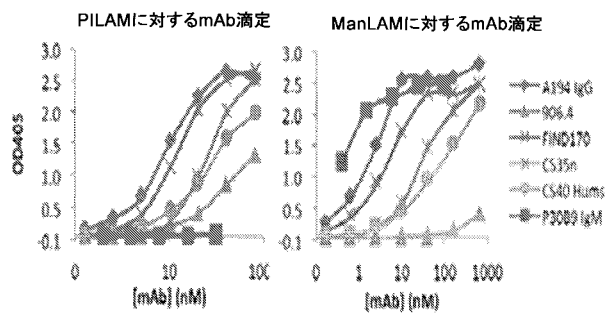 PILAMに対するmAb滴定
ManLAMに対するmAb滴定
OD405
3.0
2.5
2.0
1.5
1.0
0.5
-0.1
0
10
[mAb] (nM)
3.0
2.5
2.0
1.5
1.0
0.5
-0.1
0
1
10
100
1000
[mAb] (nM)
A194 IgG
906.4
FIND170
CS35n
CS40 Hums
P30B9 IgM